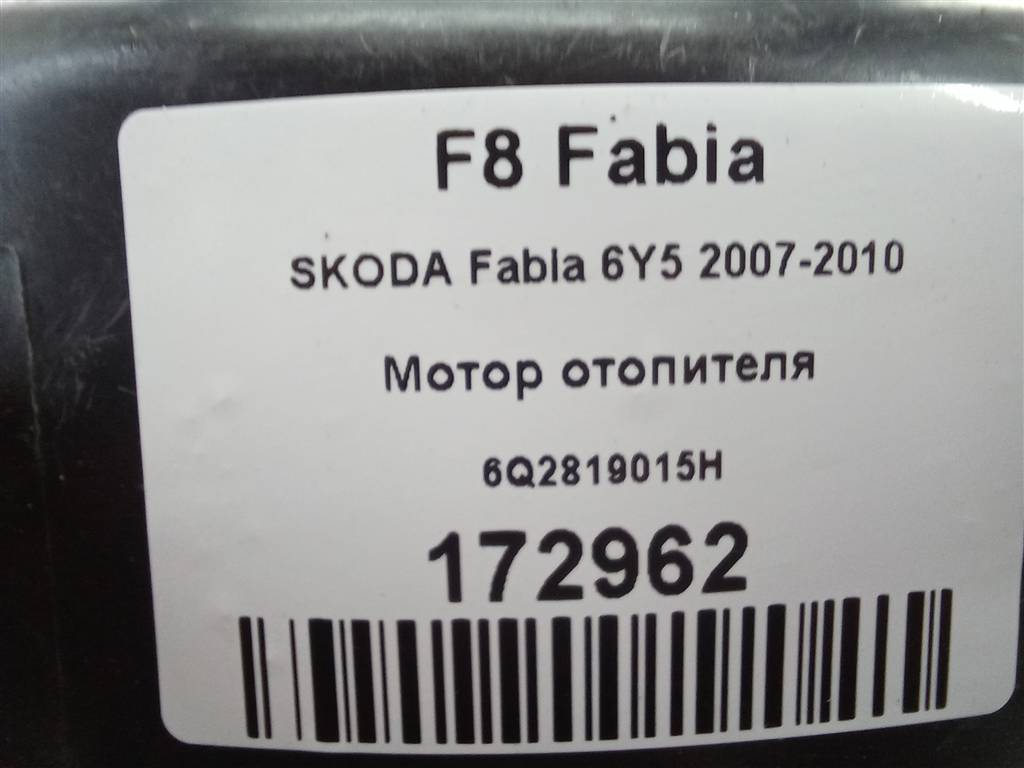 F8 Fabia
SKODA Fabia 6Y5 2007-2010
Мотор отопителя
6Q2819015H
172962